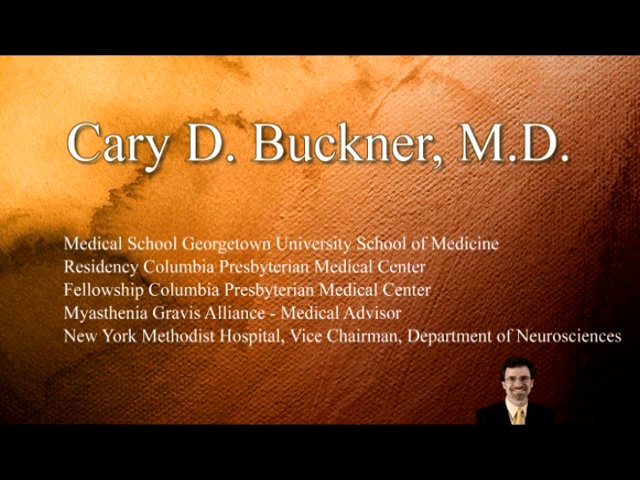 Cary D. Buckner, M.D.
Medical School Georgetown University School of Medicine
Residency Columbia Presbyterian Medical Center
Fellowship Columbia Presbyterian Medical Center
Myasthenia Gravis Alliance - Medical Advisor
New York Methodist Hospital, Vice Chairman, Department of Neurosciences